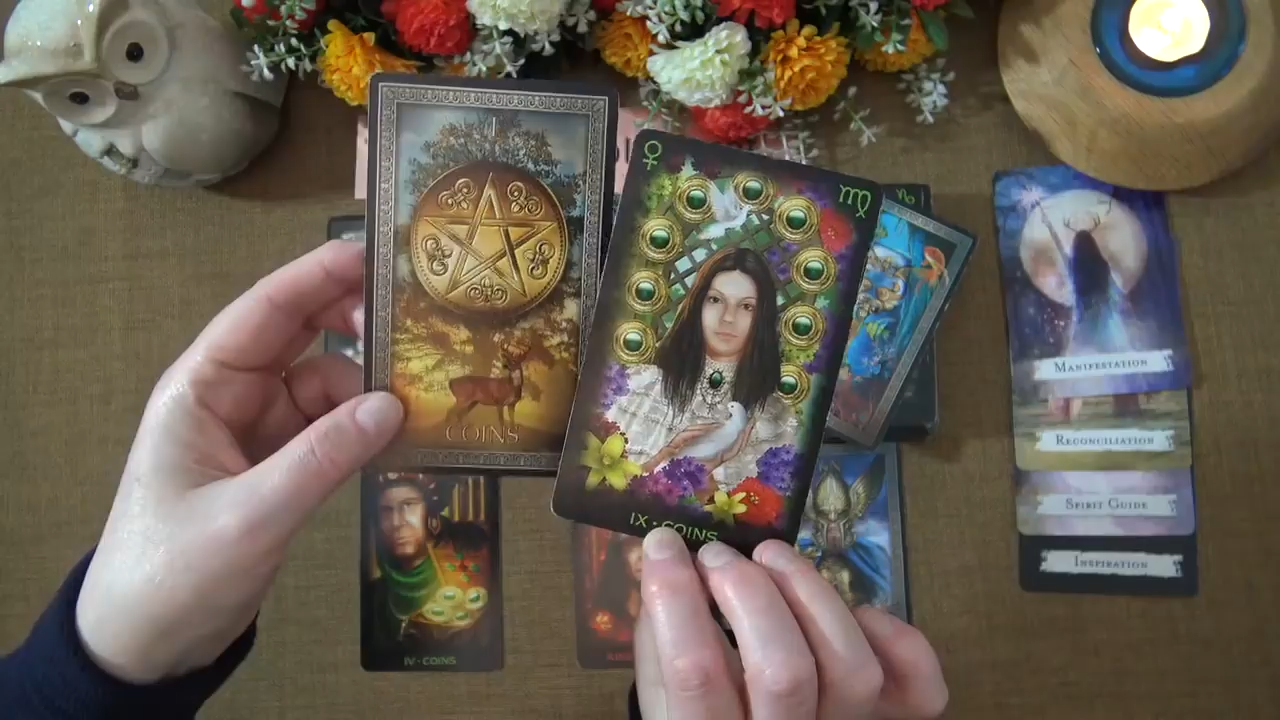 I
COINS
IX · COINS
IV · COINS
MANIFESTATION
RECONCILIATION
SPIRIT GUIDE
INSPIRATION